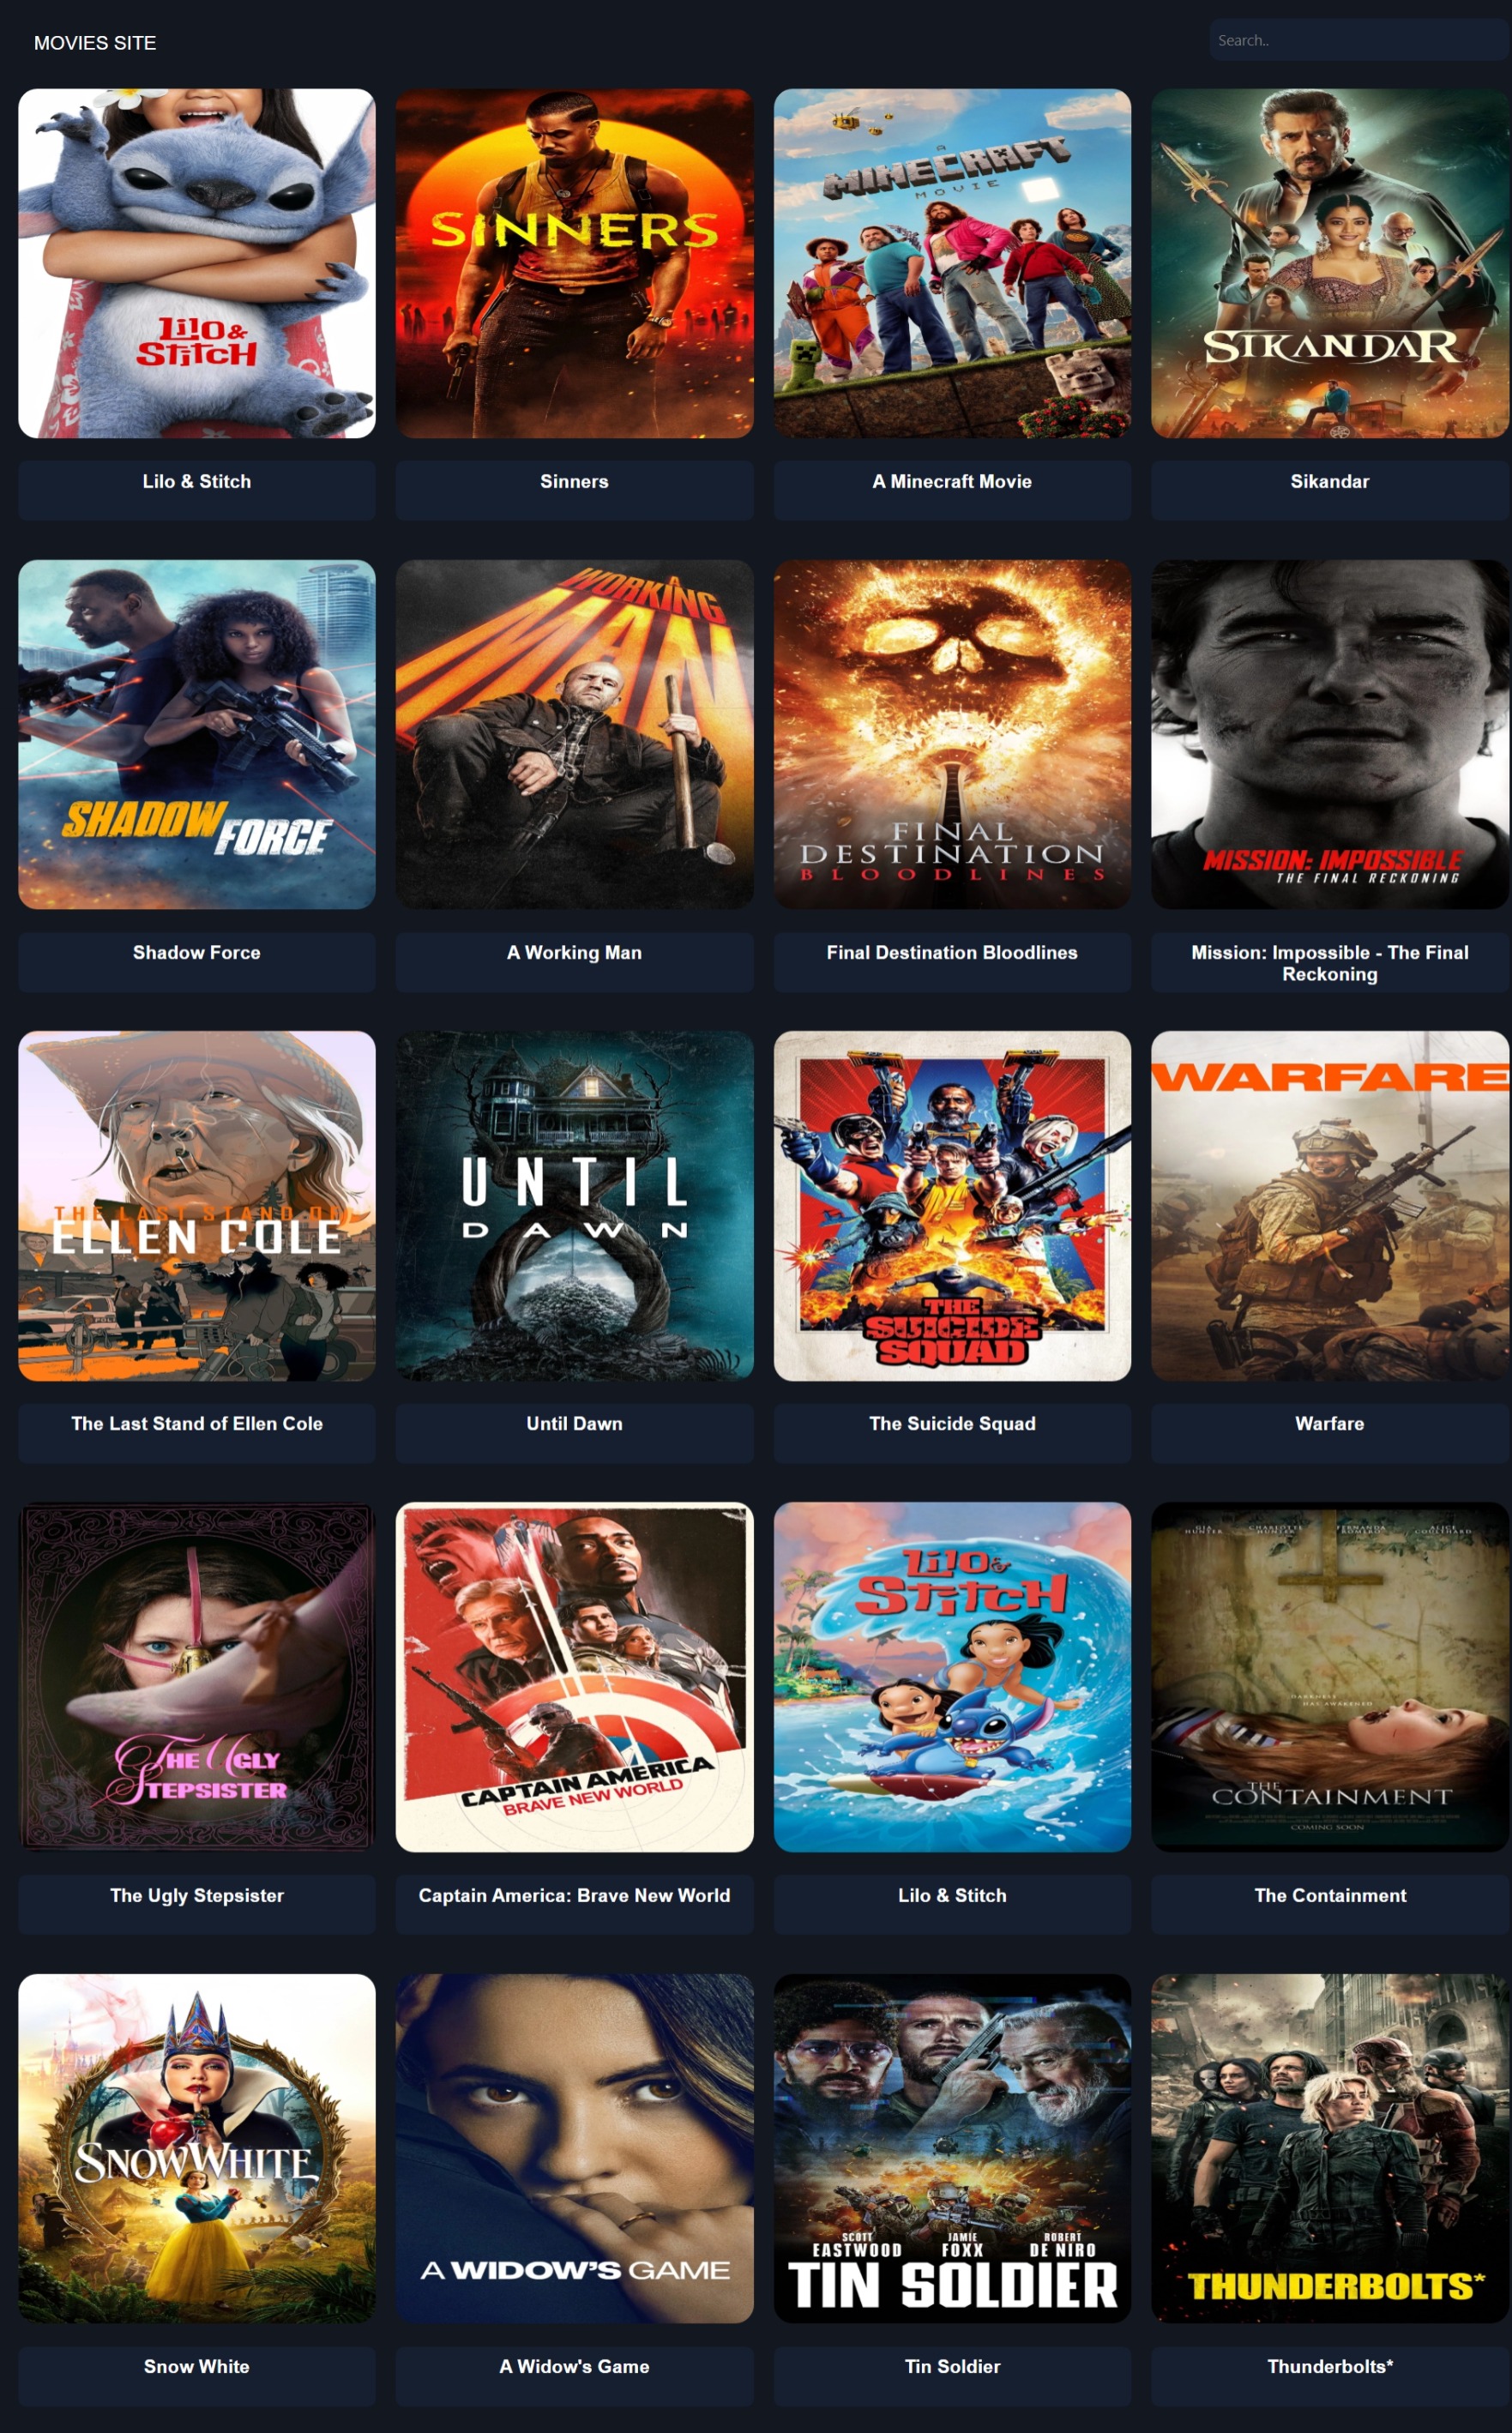 MOVIES SITE
Search..
Lilo &
Stitch
SINNERS
A
MINECRAFT
MOVIE
SIKANDAR
Lilo & Stitch
Sinners
A Minecraft Movie
Sikandar
SHADOW
FORCE
A
WORKING
MAN
FINAL
DESTINATION
BLOODLINES
MISSION: IMPOSSIBLE
THE FINAL RECKONING
Shadow Force
A Working Man
Final Destination Bloodlines
Mission: Impossible - The Final
Reckoning
THE LAST STAND OF
ELLEN COLE
UNTIL
DAWN
THE
SUICIDE
SQUAD
WARFARE
The Last Stand of Ellen Cole
Until Dawn
The Suicide Squad
Warfare
THE UGLY
STEPSISTER
CAPTAIN AMERICA
BRAVE NEW WORLD
Lilo &
Stitch
DARKNESS
HAS AWAKENED
THE
CONTAINMENT
COMING SOON
The Ugly Stepsister
Captain America: Brave New World
Lilo & Stitch
The Containment
SNOW WHITE
A WIDOW'S GAME
SCOTT
EASTWOOD
JAMIE
FOXX
ROBERT
DE NIRO
TIN SOLDIER
THUNDERBOLTS*
Snow White
A Widow's Game
Tin Soldier
Thunderbolts*